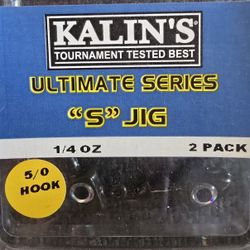 KALIN'S®
TOURNAMENT TESTED BEST
ULTIMATE SERIES
"S" JIG
1/4 OZ 2 PACK
5/0
HOOK